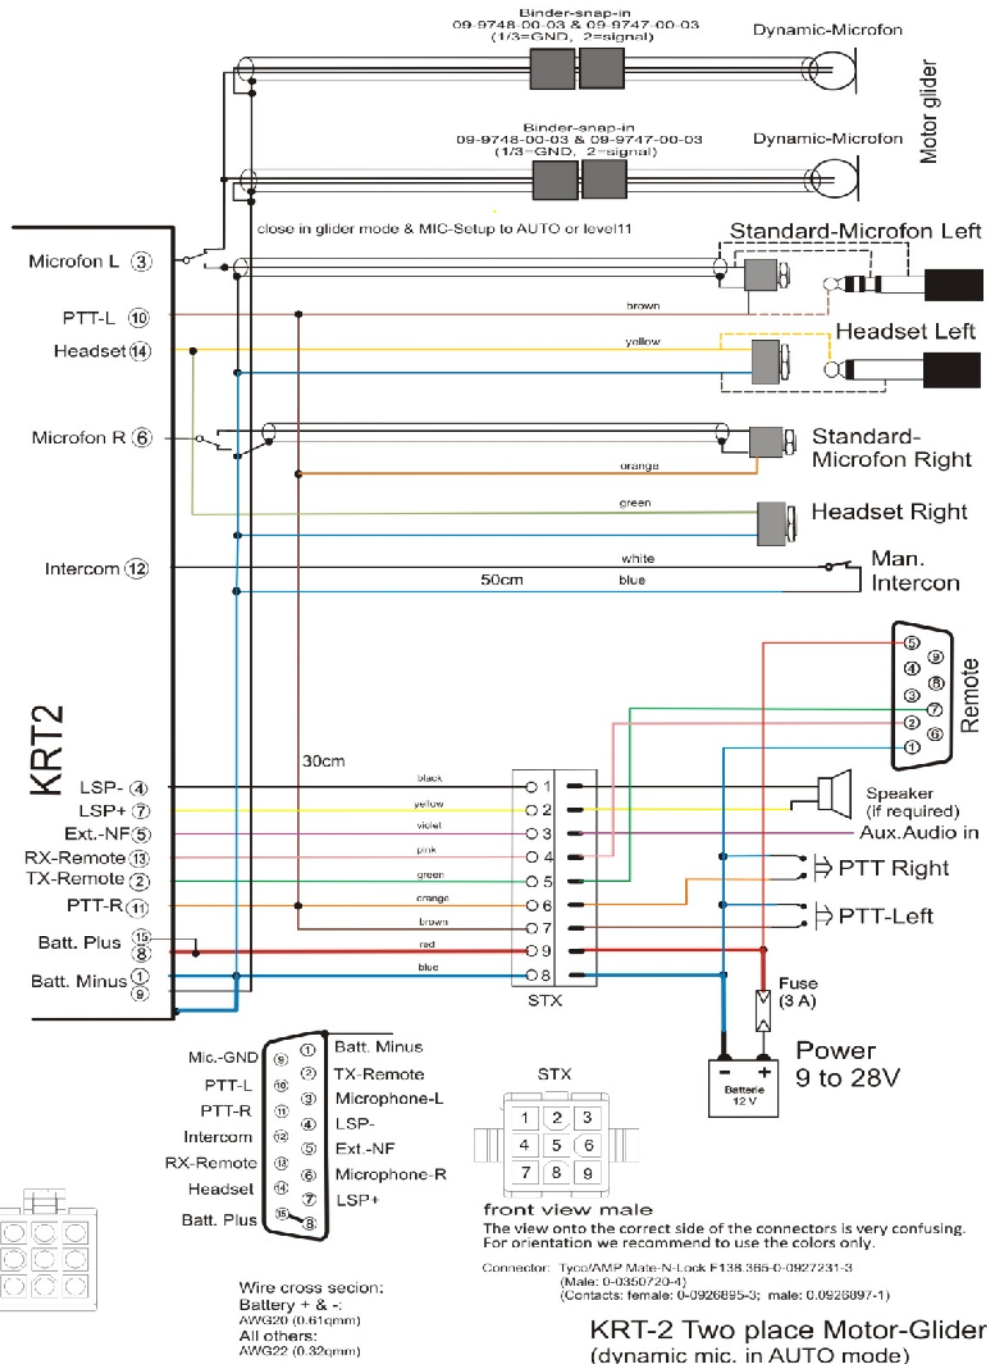 Binder-snap-in
09-9748-00-03 & 09-9747-00-03
(1/3=GND, 2=signal)
Dynamic-Microfon
Motor glider
Binder-snap-in
09-9748-00-03 & 09-9747-00-03
(1/3=GND, 2=signal)
Dynamic-Microfon
close in glider mode & MIC-Setup to AUTO or level11
Standard-Microfon Left
Microfon L 3
brown
PTT-L 10
Headset 14
yellow
Headset Left
Microfon R 6
Standard-
Microfon Right
orange
green
Headset Right
Intercom 12
white
50cm
blue
Man.
Intercon
5
9
4
8
3
7
2
6
1
Remote
KRT2
30cm
LSP- 4
black
1
Speaker
(if required)
LSP+ 7
yellow
2
Ext.-NF 5
violet
3
Aux.Audio in
RX-Remote 13
pink
4
TX-Remote 2
green
5
PTT Right
PTT-R 11
orange
6
brown
7
PTT-Left
Batt. Plus 15
8
red
9
Batt. Minus 1
9
blue
8
STX
Fuse
(3 A)
- +
Batterie
12 V
Power
9 to 28V
Mic.-GND 9
1 Batt. Minus
PTT-L 10
2 TX-Remote
PTT-R 11
3 Microphone-L
Intercom 12
4 LSP-
RX-Remote 13
5 Ext.-NF
Headset 14
6 Microphone-R
Batt. Plus 15
7 LSP+
8
STX
1 2 3
4 5 6
7 8 9
front view male
The view onto the correct side of the connectors is very confusing.
For orientation we recommend to use the colors only.
Connector: Tyco/AMP Mate-N-Lock F138.365-0-0927231-3
(Male: 0-0350720-4)
(Contacts: female: 0-0926895-3; male: 0.0926897-1)
Wire cross secion:
Battery + & -:
AWG20 (0.61qmm)
All others:
AWG22 (0.32qmm)
KRT-2 Two place Motor-Glider
(dynamic mic. in AUTO mode)